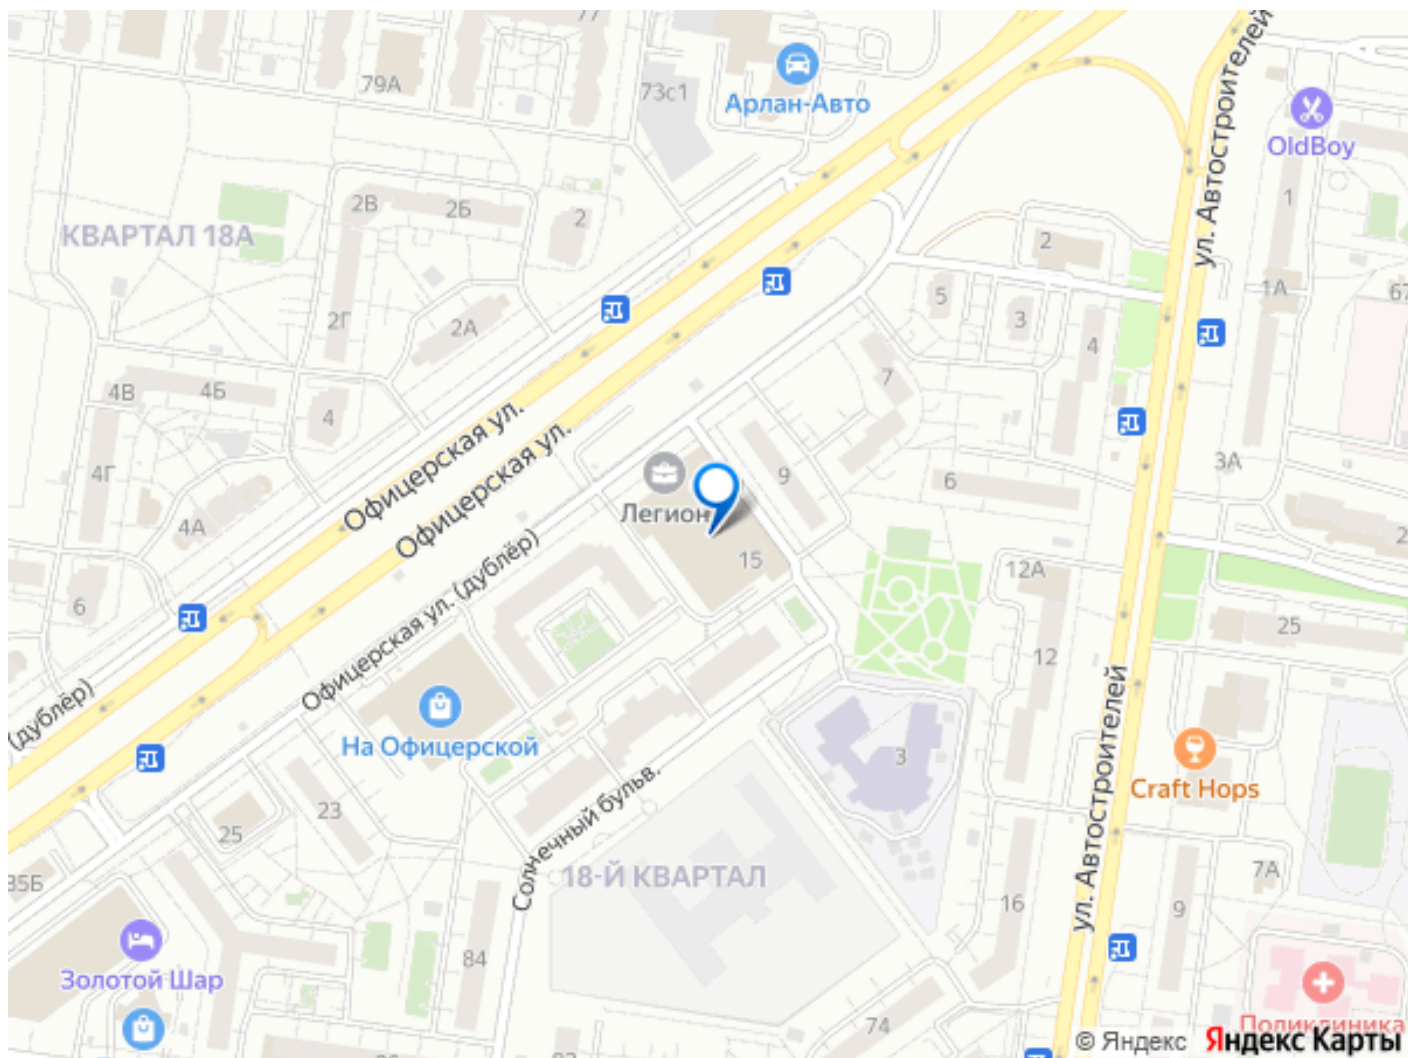 77
79А
73с1
Арлан-Авто
OldBoy
ул. Автостроителей
1
2В
2Б
2
КВАРТАЛ 18А
2
1А
67
5
3
2Г
2А
4
7
4В
4Б
4
Офицерская ул.
Офицерская ул.
4Г
9
3А
6
Легион
4А
2
15
12А
6
Офицерская ул. (дублёр)
25
12
(дублёр)
На Офицерской
3
ул. Автостроителей
Craft Hops
23
25
Солнечный бульв.
18-Й КВАРТАЛ
35Б
7А
16
9
Золотой Шар
84
74
Поликлиника
© Яндекс Яндекс Карты